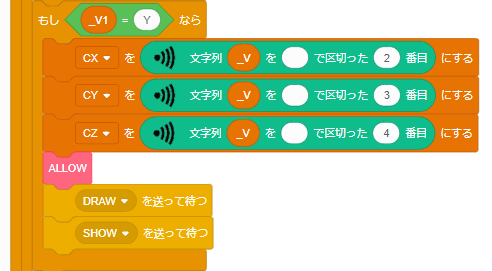 もし _V1 = Y なら
CX を 文字列 _V を で区切った 2 番目 にする
CY を 文字列 _V を で区切った 3 番目 にする
CZ を 文字列 _V を で区切った 4 番目 にする
ALLOW
DRAW を送って待つ
SHOW を送って待つ